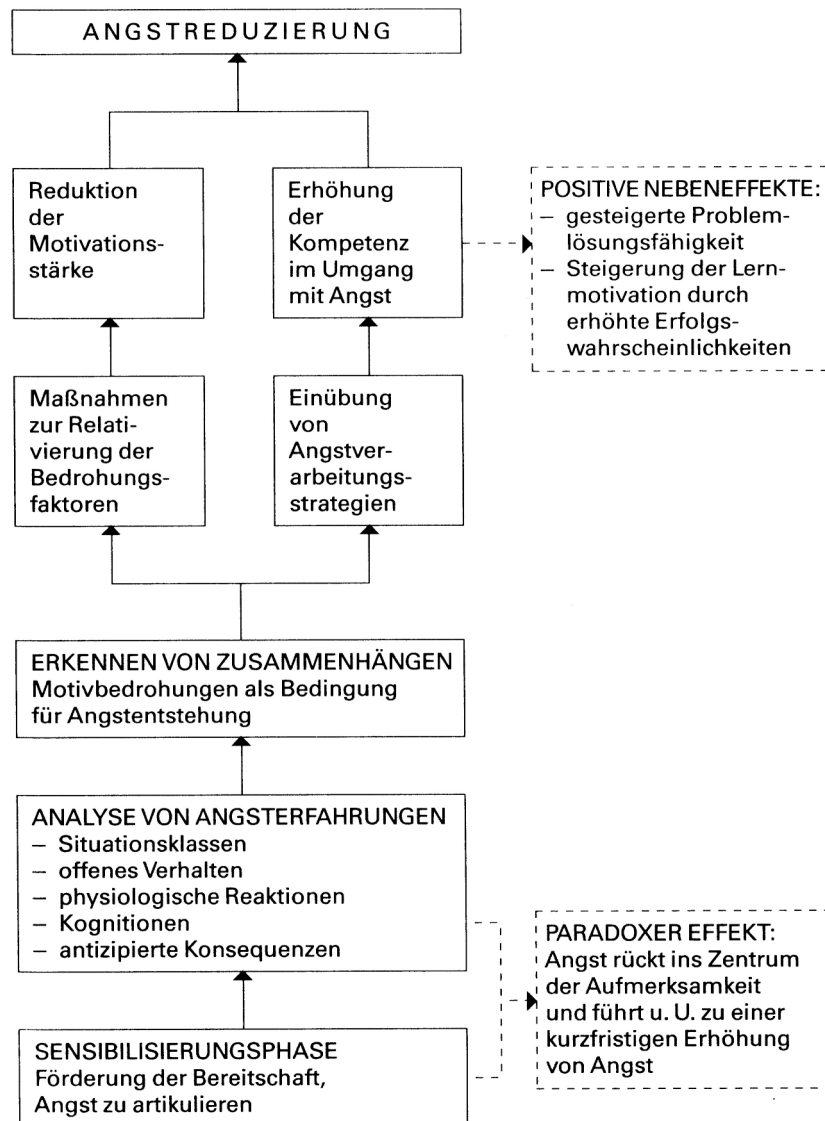 ANGSTREDUZIERUNG
Reduktion
der
Motivations-
stärke
Erhöhung
der
Kompetenz
im Umgang
mit Angst
POSITIVE NEBENEFFEKTE:
– gesteigerte Problem-
lösungsfähigkeit
– Steigerung der Lern-
motivation durch
erhöhte Erfolgs-
wahrscheinlichkeiten
Maßnahmen
zur Relati-
vierung der
Bedrohungs-
faktoren
Einübung
von
Angstver-
arbeitungs-
strategien
ERKENNEN VON ZUSAMMENHÄNGEN
Motivbedrohungen als Bedingung
für Angstentstehung
ANALYSE VON ANGSTERFAHRUNGEN
– Situationsklassen
– offenes Verhalten
– physiologische Reaktionen
– Kognitionen
– antizipierte Konsequenzen
PARADOXER EFFEKT:
Angst rückt ins Zentrum
der Aufmerksamkeit
und führt u. U. zu einer
kurzfristigen Erhöhung
von Angst
SENSIBILISIERUNGSPHASE
Förderung der Bereitschaft,
Angst zu artikulieren